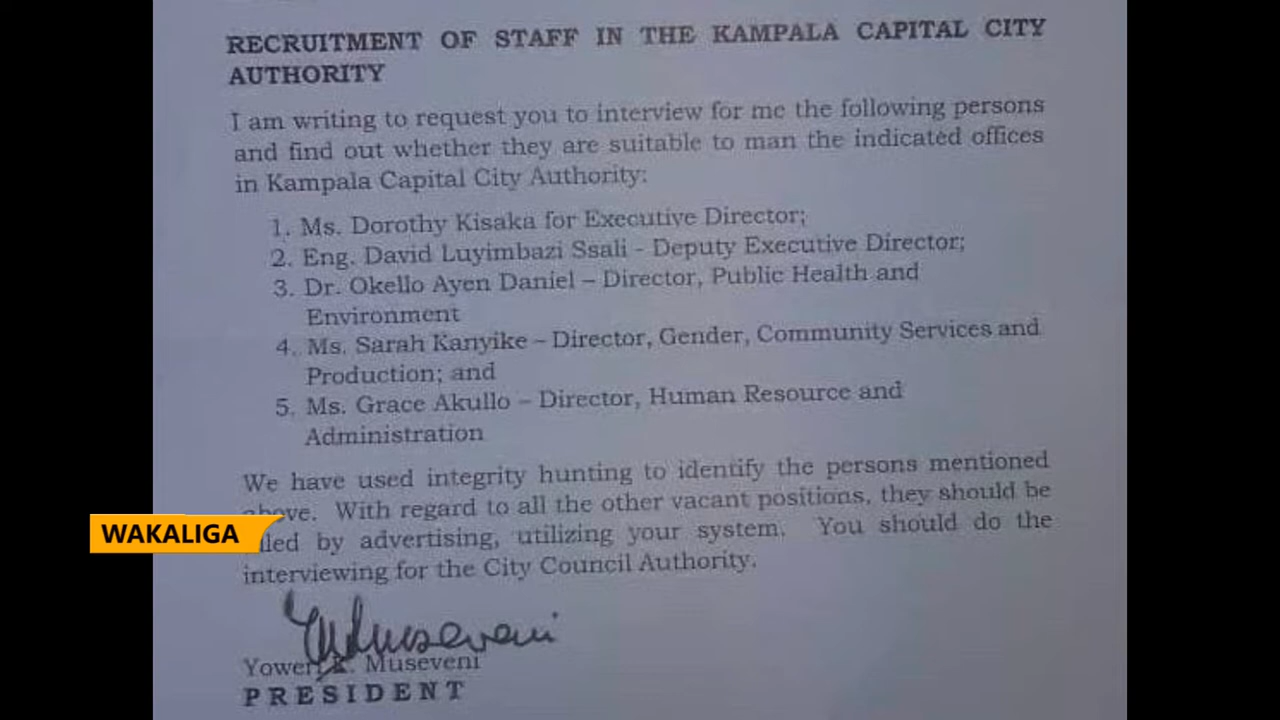 RECRUITMENT OF STAFF IN THE KAMPALA CAPITAL CITY
AUTHORITY
I am writing to request you to interview for me the following persons
and find out whether they are suitable to man the indicated offices
in Kampala Capital City Authority:
1. Ms. Dorothy Kisaka for Executive Director;
2. Eng. David Luyimbazi Ssali - Deputy Executive Director;
3. Dr. Okello Ayen Daniel – Director, Public Health and
Environment
4. Ms. Sarah Kanyike – Director, Gender, Community Services and
Production; and
5. Ms. Grace Akullo – Director, Human Resource and
Administration
We have used integrity hunting to identify the persons mentioned
above. With regard to all the other vacant positions, they should be
by advertising, utilizing your system. You should do the
interviewing for the City Council Authority.
WAKALIGA
Yoweri K. Museveni
PRESIDENT